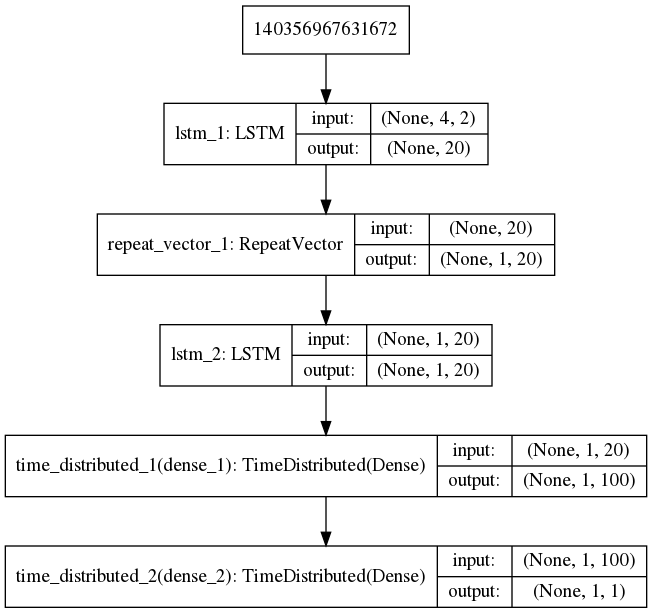 140356967631672
lstm_1: LSTM
input:
(None, 4, 2)
output:
(None, 20)
repeat_vector_1: RepeatVector
input:
(None, 20)
output:
(None, 1, 20)
lstm_2: LSTM
input:
(None, 1, 20)
output:
(None, 1, 20)
time_distributed_1(dense_1): TimeDistributed(Dense)
input:
(None, 1, 20)
output:
(None, 1, 100)
time_distributed_2(dense_2): TimeDistributed(Dense)
input:
(None, 1, 100)
output:
(None, 1, 1)